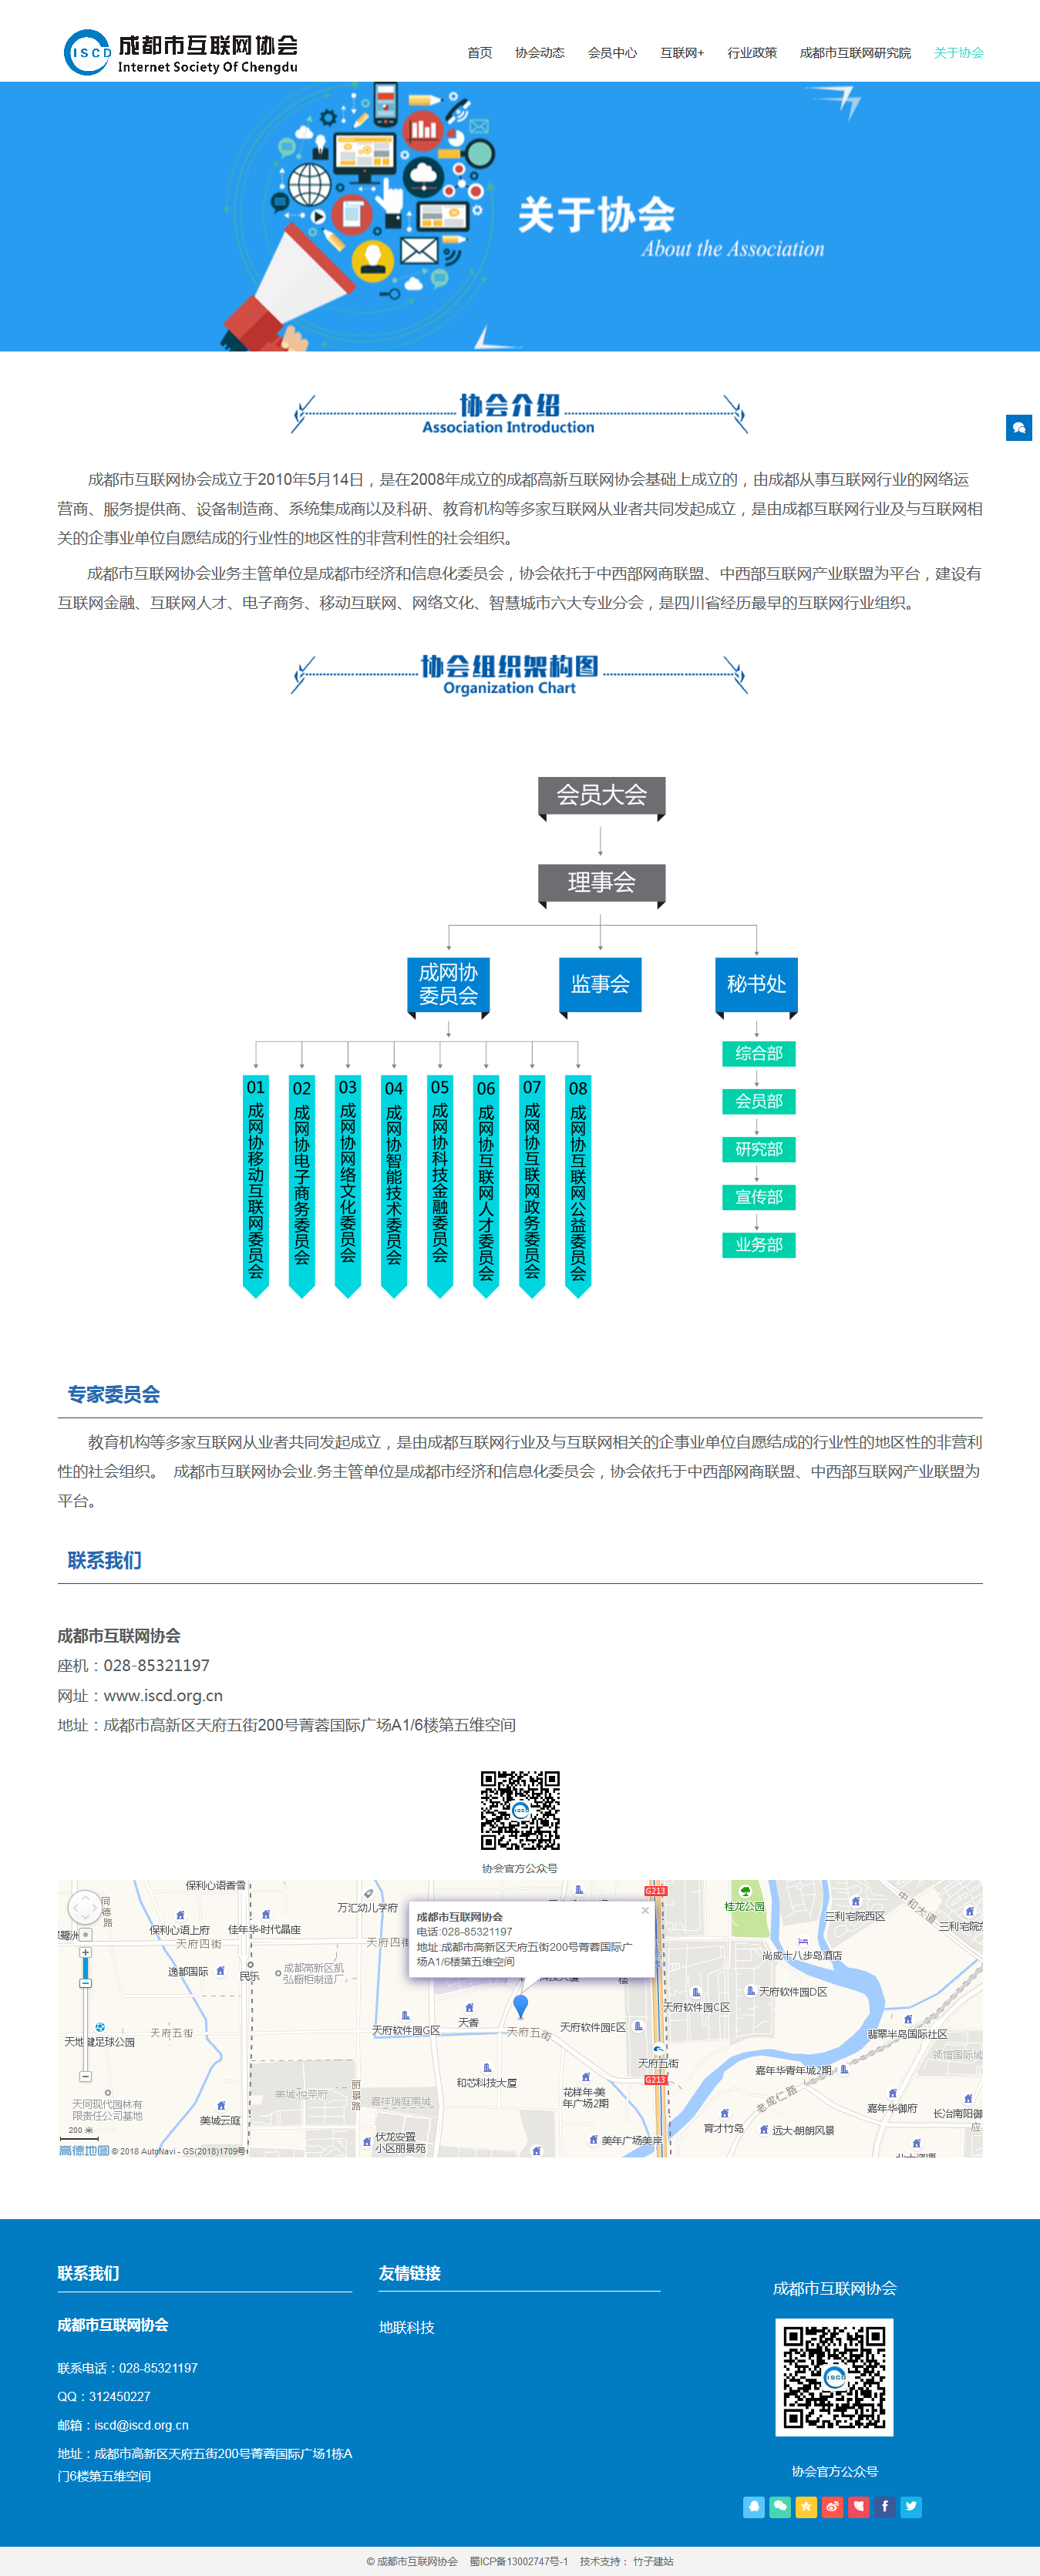 ISCD
成都市互联网协会
Internet Society Of Chengdu
首页 协会动态 会员中心 互联网+ 行业政策 成都市互联网研究院 关于协会
关于协会
About the Association
协会介绍
Association Introduction
成都市互联网协会成立于2010年5月14日，是在2008年成立的成都高新互联网协会基础上成立的，由成都从事互联网行业的网络运
营商、服务提供商、设备制造商、系统集成商以及科研、教育机构等多家互联网从业者共同发起成立，是由成都互联网行业及与互联网相
关的企事业单位自愿结成的行业性的地区性的非营利性的社会组织。
成都市互联网协会业务主管单位是成都市经济和信息化委员会，协会依托于中西部网商联盟、中西部互联网产业联盟为平台，建设有
互联网金融、互联网人才、电子商务、移动互联网、网络文化、智慧城市六大专业分会，是四川省经历最早的互联网行业组织。
协会组织架构图
Organization Chart
会员大会
理事会
成网协
委员会
监事会
秘书处
综合部
会员部
研究部
宣传部
业务部
01 成网协移动互联网委员会
02 成网协电子商务委员会
03 成网协网络文化委员会
04 成网协智能技术委员会
05 成网协科技金融委员会
06 成网协互联网人才委员会
07 成网协互联网政务委员会
08 成网协互联网公益委员会
专家委员会
教育机构等多家互联网从业者共同发起成立，是由成都互联网行业及与互联网相关的企事业单位自愿结成的行业性的地区性的非营利
性的社会组织。 成都市互联网协会业.务主管单位是成都市经济和信息化委员会，协会依托于中西部网商联盟、中西部互联网产业联盟为
平台。
联系我们
成都市互联网协会
座机：028-85321197
网址：www.iscd.org.cn
地址：成都市高新区天府五街200号菁蓉国际广场A1/6楼第五维空间
协会官方公众号
保利心语香雪
同德路
保利心语上府
佳年华·时代晶座
天府四街
逸都国际
民乐
成都高新区凯
弘橱柜制造厂
万汇幼儿学府
天府四街
成都市互联网协会
电话:028-85321197
地址:成都市高新区天府五街200号菁蓉国际广
场A1/6楼第五维空间
G213
桂龙公园
三利宅院西区
中和大道
三利宅院东
尚成十八步岛酒店
天府软件园D区
天府软件园C区
天府软件园E区
天府软件园G区
天香
天府五街
天府五街
天府五街
翡翠半岛国际社区
领馆国际城
嘉年华青年城2期
G213
和芯科技大厦
花样年·美
年广场2期
丽景路
嘉祥瑞庭南城
美城·悦荣府
天同现代园林有
限责任公司基地
美城云庭
伏龙安置
小区丽景苑
美年广场美岸
老成仁路
育才竹岛
远大·朗朗风景
嘉年华御府
长冶南阳御
200 米
高德地图 © 2018 AutoNavi - GS(2018)1709号
联系我们
成都市互联网协会
联系电话：028-85321197
QQ：312450227
邮箱：iscd@iscd.org.cn
地址：成都市高新区天府五街200号菁蓉国际广场1栋A
门6楼第五维空间
友情链接
地联科技
成都市互联网协会
协会官方公众号
© 成都市互联网协会 蜀ICP备13002747号-1 技术支持： 竹子建站